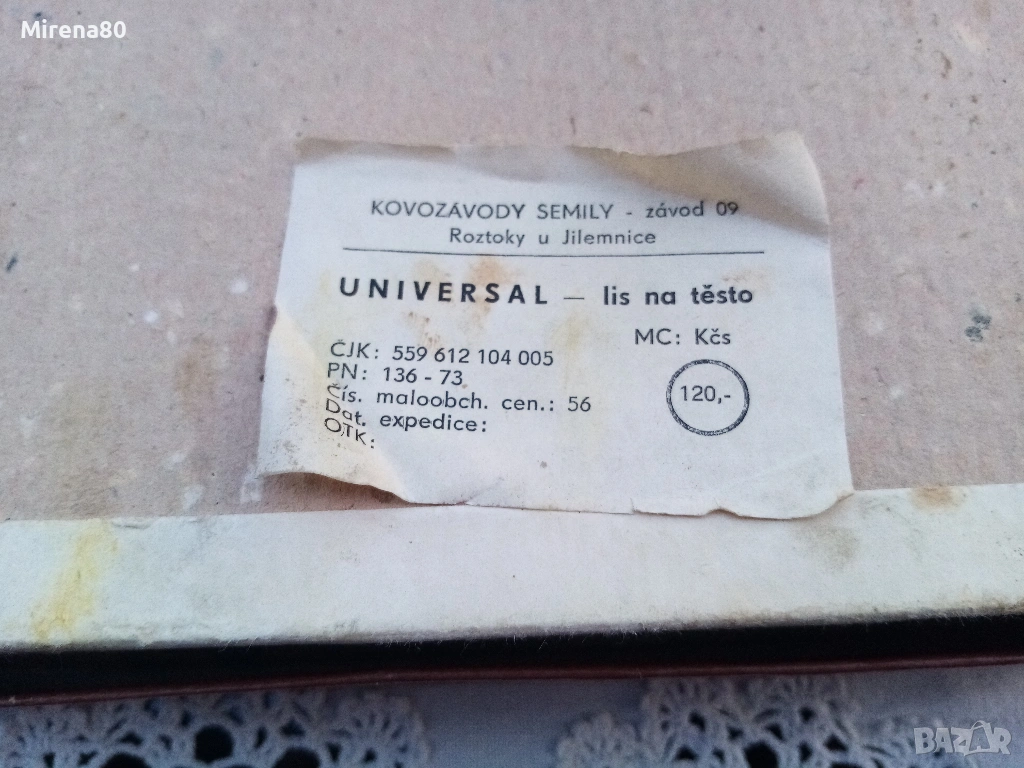 Mirena80
KOVOZÁVODY SEMILY - závod 09
Roztoky u Jilemnice
UNIVERSAL — lis na těsto
MC: Kčs
120,-
ČJK: 559 612 104 005
PN: 136 - 73
Čís. maloobch. cen.: 56
Dat. expedice:
OTK:
BAZAR